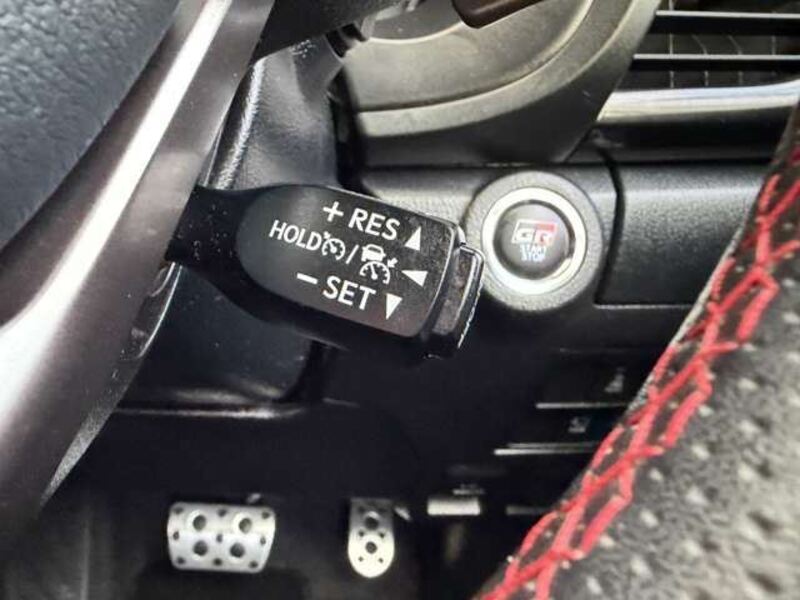 + RES
HOLD /
- SET
GR
START
STOP